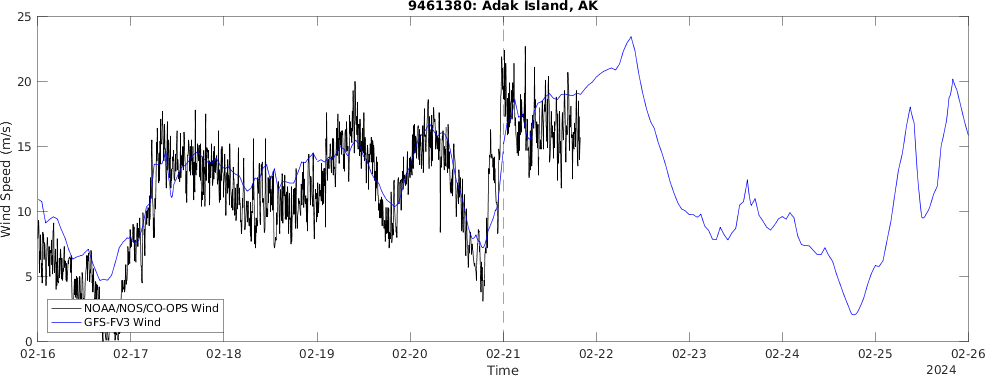 9461380: Adak Island, AK
Wind Speed (m/s)
25
20
15
10
5
0
NOAA/NOS/CO-OPS Wind
GFS-FV3 Wind
02-16 02-17 02-18 02-19 02-20 02-21 02-22 02-23 02-24 02-25 02-26
Time
2024